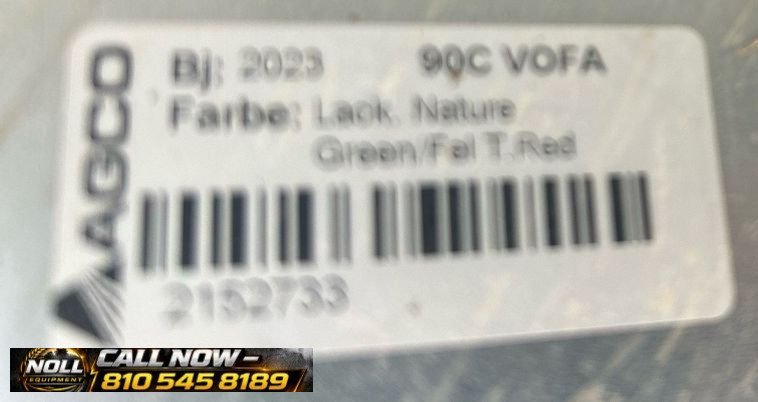 AGCO
Bj: 2023 90C VOFA
Farbe: Lack. Nature
Green/Fel T.Red
2152733
NOLL
EQUIPMENT
CALL NOW -
810 545 8189